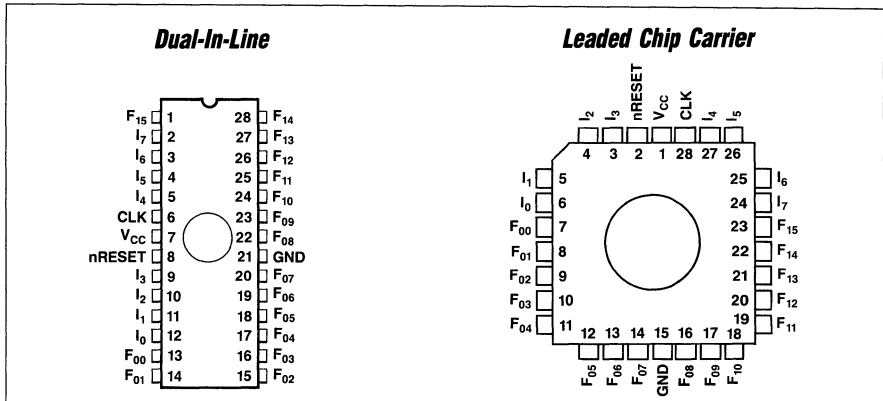 Dual-In-Line
F15 1 28 F14
I7 2 27 F13
I6 3 26 F12
I5 4 25 F11
I4 5 24 F10
CLK 6 23 F09
VCC 7 22 F08
nRESET 8 21 GND
I3 9 20 F07
I2 10 19 F06
I1 11 18 F05
I0 12 17 F04
F00 13 16 F03
F01 14 15 F02
Leaded Chip Carrier
I2 I3 nRESET VCC CLK I4 I5
4 3 2 1 28 27 26
I1 5 25 I6
I0 6 24 I7
F00 7 23 F15
F01 8 22 F14
F02 9 21 F13
F03 10 20 F12
F04 11 19 F11
12 13 14 15 16 17 18
F05 F06 F07 GND F08 F09 F10